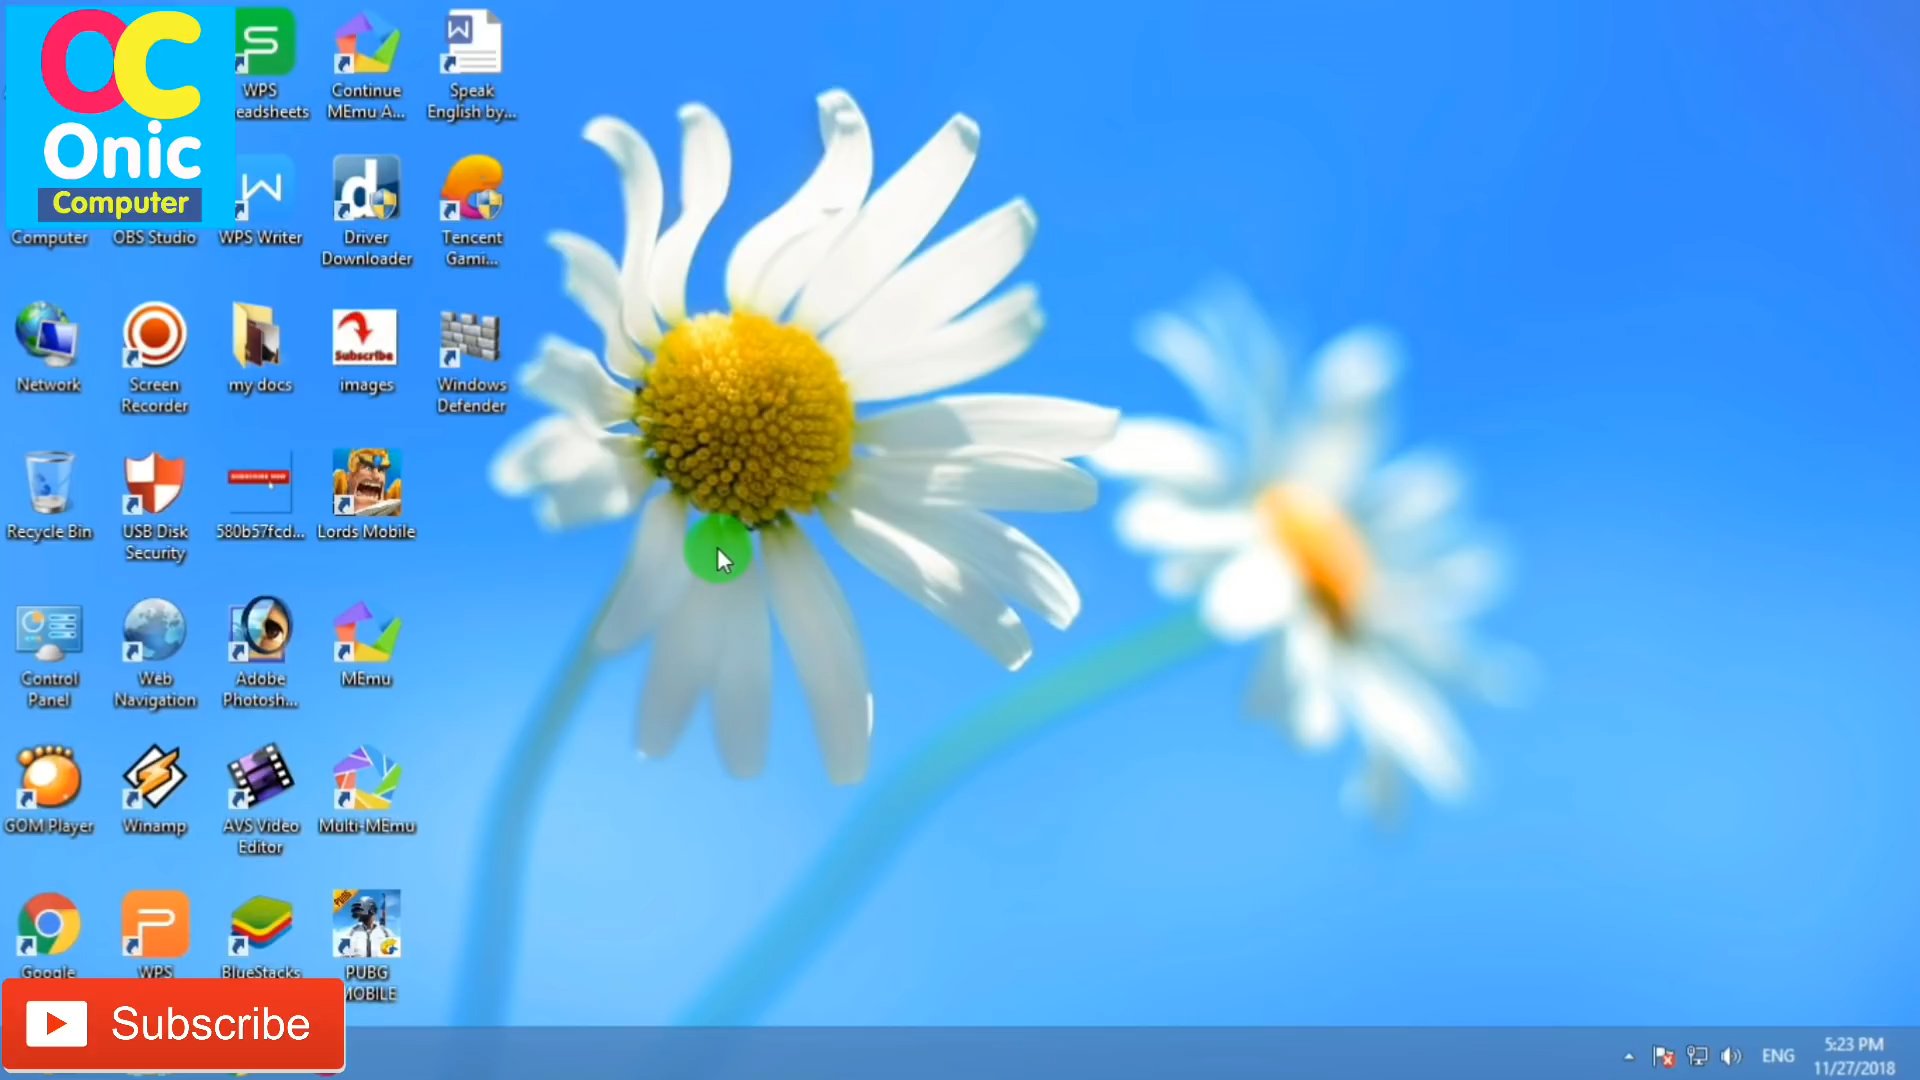 OC
Onic
Computer
WPS
eadsheets
Continue
MEmu A...
Speak
English by...
Computer
OBS Studio
WPS Writer
Driver
Downloader
Tencent
Gami...
Network
Screen
Recorder
my docs
Subscribe
images
Windows
Defender
Recycle Bin
USB Disk
Security
SUBSCRIBE NOW
580b57fcd...
Lords Mobile
Control
Panel
Web
Navigation
Adobe
Photosh...
MEmu
GOM Player
Winamp
AVS Video
Editor
Multi-MEmu
Google
WPS
BlueStacks
PUBG
MOBILE
Subscribe
ENG
5:23 PM
11/27/2018